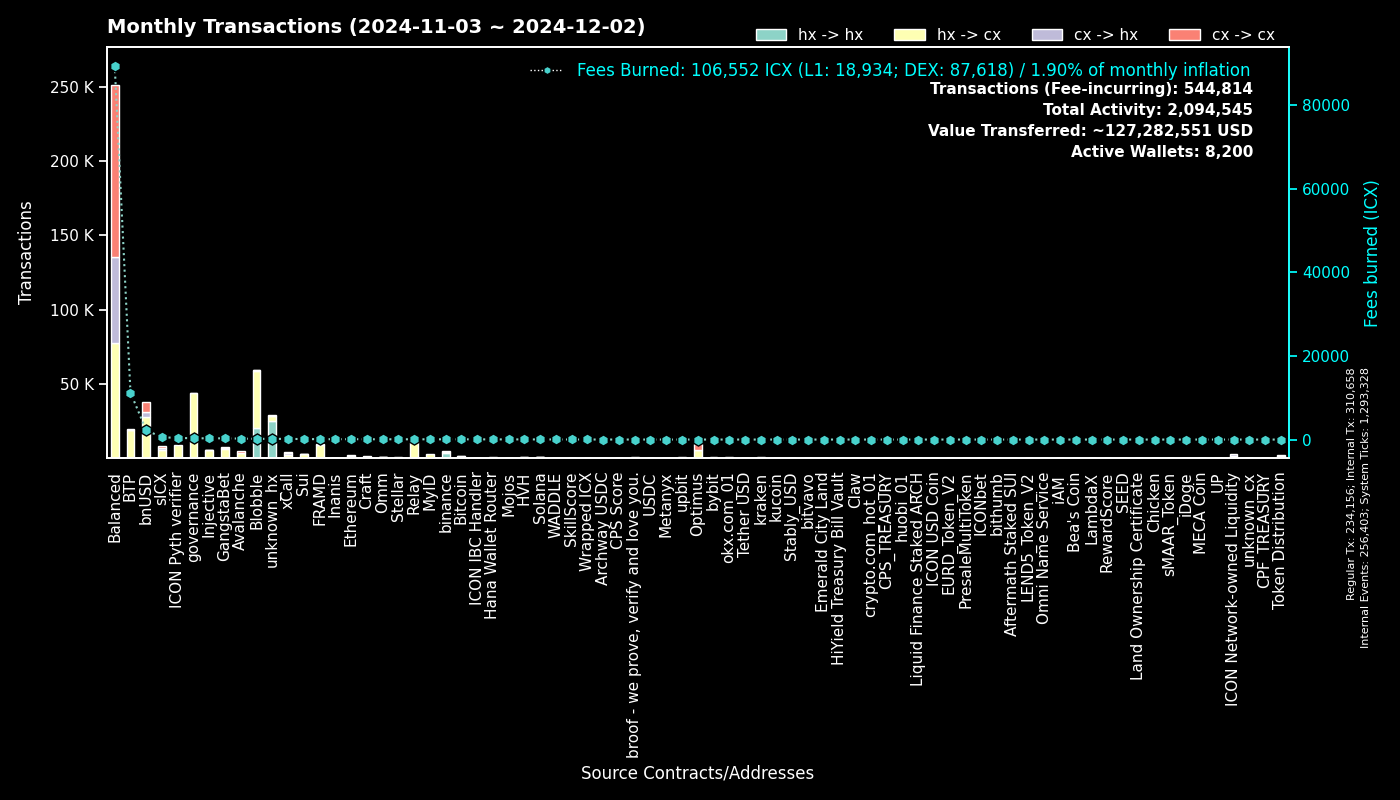 Monthly Transactions (2024-11-03 ~ 2024-12-02)
hx -> hx
hx -> cx
cx -> hx
cx -> cx
Fees Burned: 106,552 ICX (L1: 18,934; DEX: 87,618) / 1.90% of monthly inflation
Transactions (Fee-incurring): 544,814
Total Activity: 2,094,545
Value Transferred: ~127,282,551 USD
Active Wallets: 8,200
Transactions
250 K
200 K
150 K
100 K
50 K
80000
60000
40000
20000
0
Fees burned (ICX)
Regular Tx: 234,156; Internal Tx: 310,658
Internal Events: 256,403; System Ticks: 1,293,328
Balanced
BTP
bnUSD
sICX
ICON Pyth verifier
governance
Injective
GangstaBet
Avalanche
Blobble
unknown_hx
xCall
Sui
FRAMD
Inanis
Ethereum
Craft
Omm
Stellar
Relay
MyID
binance
Bitcoin
ICON IBC Handler
Hana Wallet Router
Mojos
HVH
Solana
WADDLE
SkillScore
Wrapped ICX
Archway_USDC
CPS Score
broof - we prove, verify and love you.
USDC
Metanyx
upbit
Optimus
bybit
okx.com_01
Tether_USD
kraken
kucoin
Stably_USD
bitvavo
Emerald City Land
HiYield Treasury Bill Vault
Claw
crypto.com_hot_01
CPS_TREASURY
huobi_01
Liquid Finance Staked ARCH
ICON USD Coin
EURD_Token_V2
PresaleMultiToken
ICONbet
bithumb
Aftermath Staked SUI
LEND5_Token_V2
Omni Name Service
iAM
Bea's Coin
LambdaX
RewardScore
SEED
Land Ownership Certificate
Chicken
sMAAR_Token
iDoge
MECA Coin
UP
ICON Network-owned Liquidity
unknown_cx
CPF_TREASURY
Token Distribution
Source Contracts/Addresses